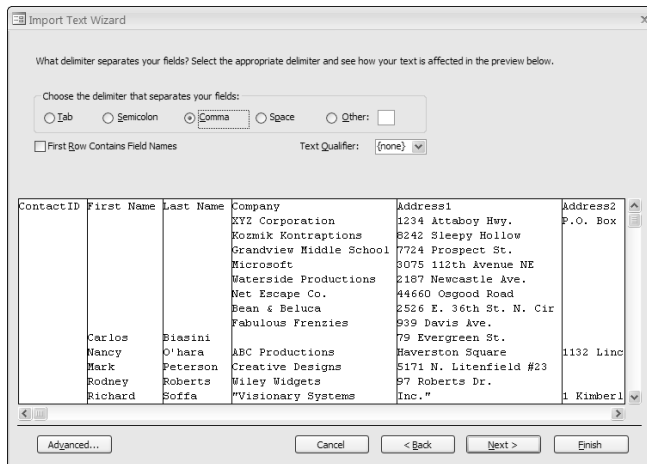 Import Text Wizard
What delimiter separates your fields? Select the appropriate delimiter and see how your text is affected in the preview below.
Choose the delimiter that separates your fields:
Tab Semicolon Comma Space Other:
First Row Contains Field Names Text Qualifier: {none}
ContactID First Name Last Name Company Address1 Address2
XYZ Corporation 1234 Attaboy Hwy. P.O. Box
Kozmik Kontraptions 8242 Sleepy Hollow
Grandview Middle School 7724 Prospect St.
Microsoft 3075 112th Avenue NE
Waterside Productions 2187 Newcastle Ave.
Net Escape Co. 44660 Osgood Road
Bean & Beluca 2526 E. 36th St. N. Cir
Fabulous Frenzies 939 Davis Ave.
Carlos Biasini 79 Evergreen St.
Nancy O'hara ABC Productions Haverston Square 1132 Linc
Mark Peterson Creative Designs 5171 N. Litenfield #23
Rodney Roberts Wiley Widgets 97 Roberts Dr.
Richard Soffa "Visionary Systems Inc." 1 Kimberl
Advanced... Cancel < Back Next > Finish